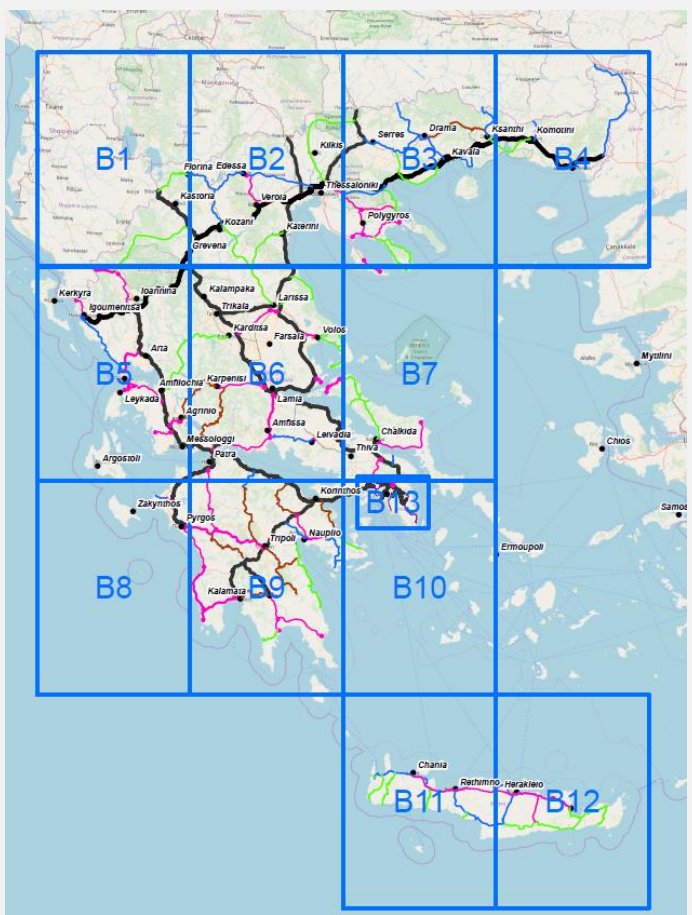 Serres
Drama
Ksanthi
Komotini
Kilkis
B1
B2
B3
B4
Kavala
Florina
Edessa
Thessaloniki
Kastoria
Veroia
Polygyros
Kozani
Katerini
Grevena
Kerkyra
Ioannina
Igoumenitsa
Kalampaka
Larissa
Trikala
Karditsa
Volos
Farsala
Arta
Mytilini
B5
B6
B7
Amfilochia
Karpenisi
Lamia
Leykada
Agrinio
Amfissa
Leivadia
Chalkida
Chios
Messologgi
Thiva
Argostoli
Patra
Korinthos
B13
Zakynthos
Pyrgos
Nauplio
Samos
Tripoli
Ermoupoli
B8
Kalamata
B9
B10
Chania
Rethimno
Herakleio
B11
B12